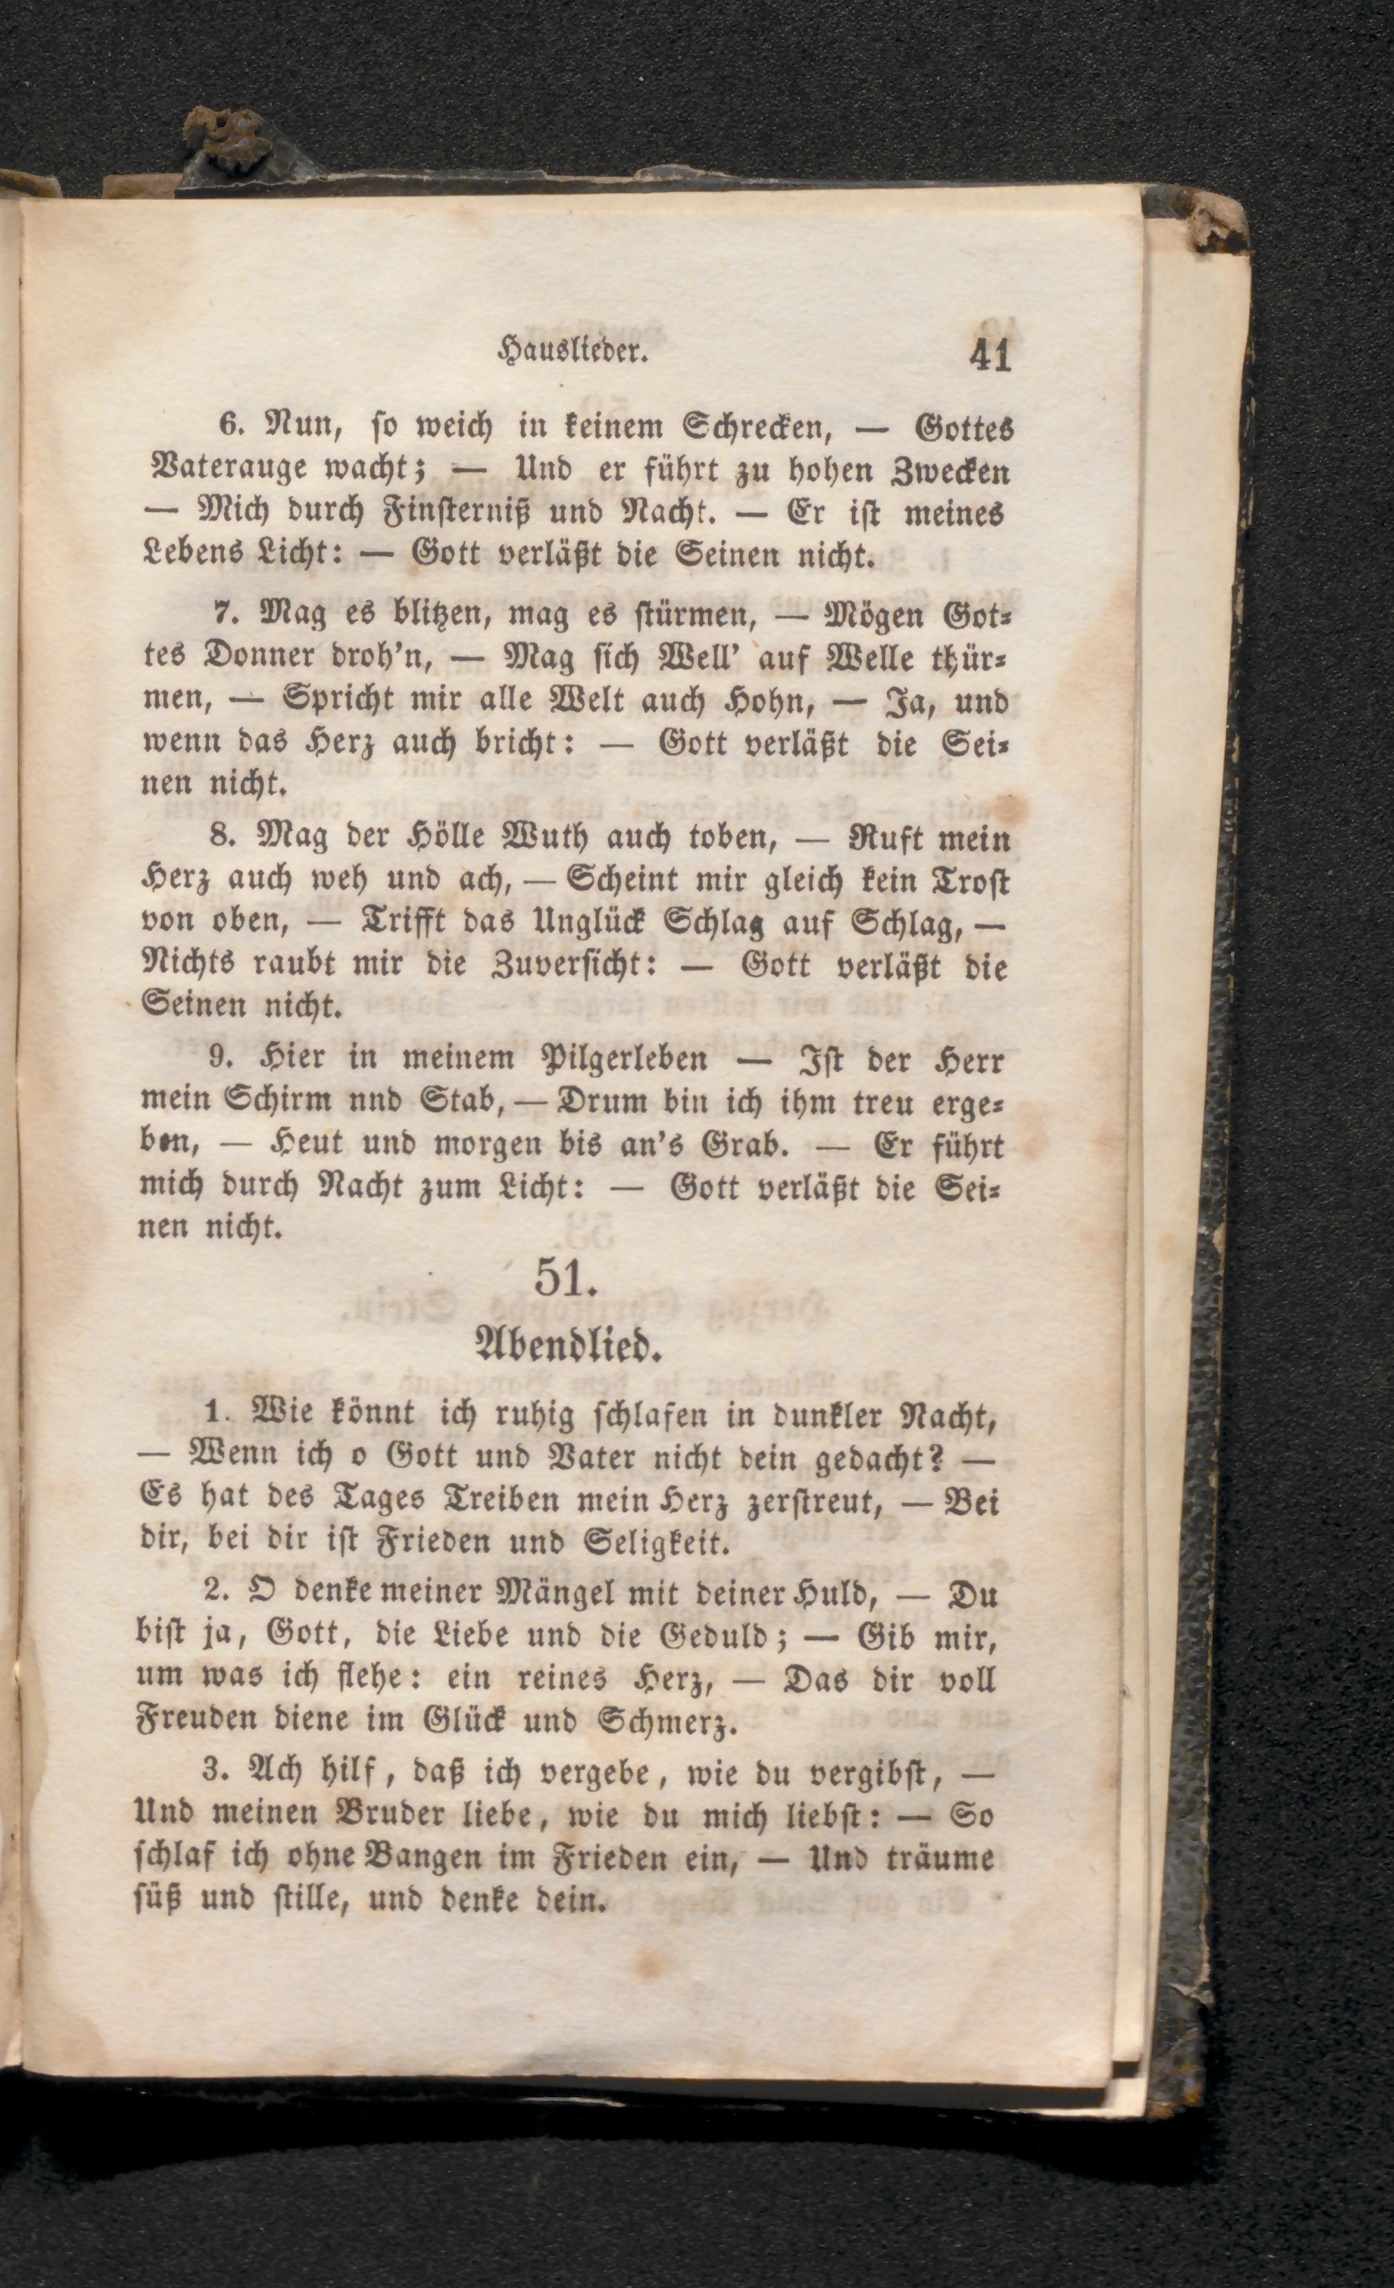 Hauslieder.
41
6. Nun, so weich in keinem Schrecken, — Gottes
Vaterauge wacht; — Und er führt zu hohen Zwecken
— Mich durch Finsterniß und Nacht. — Er ist meines
Lebens Licht: — Gott verläßt die Seinen nicht.
7. Mag es blitzen, mag es stürmen, — Mögen Got-
tes Donner droh'n, — Mag sich Well' auf Welle thür-
men, — Spricht mir alle Welt auch Hohn, — Ja, und
wenn das Herz auch bricht: — Gott verläßt die Sei-
nen nicht.
8. Mag der Hölle Wuth auch toben, — Ruft mein
Herz auch weh und ach, — Scheint mir gleich kein Trost
von oben, — Trifft das Unglück Schlag auf Schlag, —
Nichts raubt mir die Zuversicht: — Gott verläßt die
Seinen nicht.
9. Hier in meinem Pilgerleben — Ist der Herr
mein Schirm nnd Stab, — Drum bin ich ihm treu erge-
ben, — Heut und morgen bis an's Grab. — Er führt
mich durch Nacht zum Licht: — Gott verläßt die Sei-
nen nicht.
51.
Abendlied.
1. Wie könnt ich ruhig schlafen in dunkler Nacht,
— Wenn ich o Gott und Vater nicht dein gedacht? —
Es hat des Tages Treiben mein Herz zerstreut, — Bei
dir, bei dir ist Frieden und Seligkeit.
2. O denke meiner Mängel mit deiner Huld, — Du
bist ja, Gott, die Liebe und die Geduld; — Gib mir,
um was ich flehe: ein reines Herz, — Das dir voll
Freuden diene im Glück und Schmerz.
3. Ach hilf, daß ich vergebe, wie du vergibst, —
Und meinen Bruder liebe, wie du mich liebst: — So
schlaf ich ohne Bangen im Frieden ein, — Und träume
süß und stille, und denke dein.